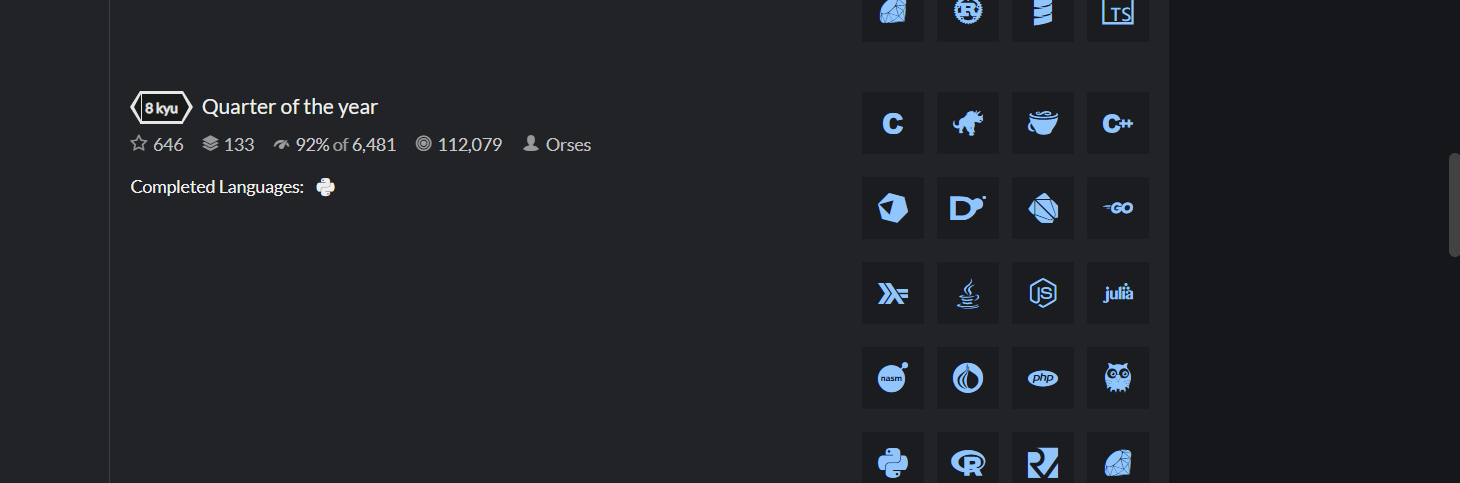 TS
8 kyu Quarter of the year
646 133 92% of 6,481 112,079 Orses
Completed Languages:
C C++
D GO
JS julia
nasm php
R